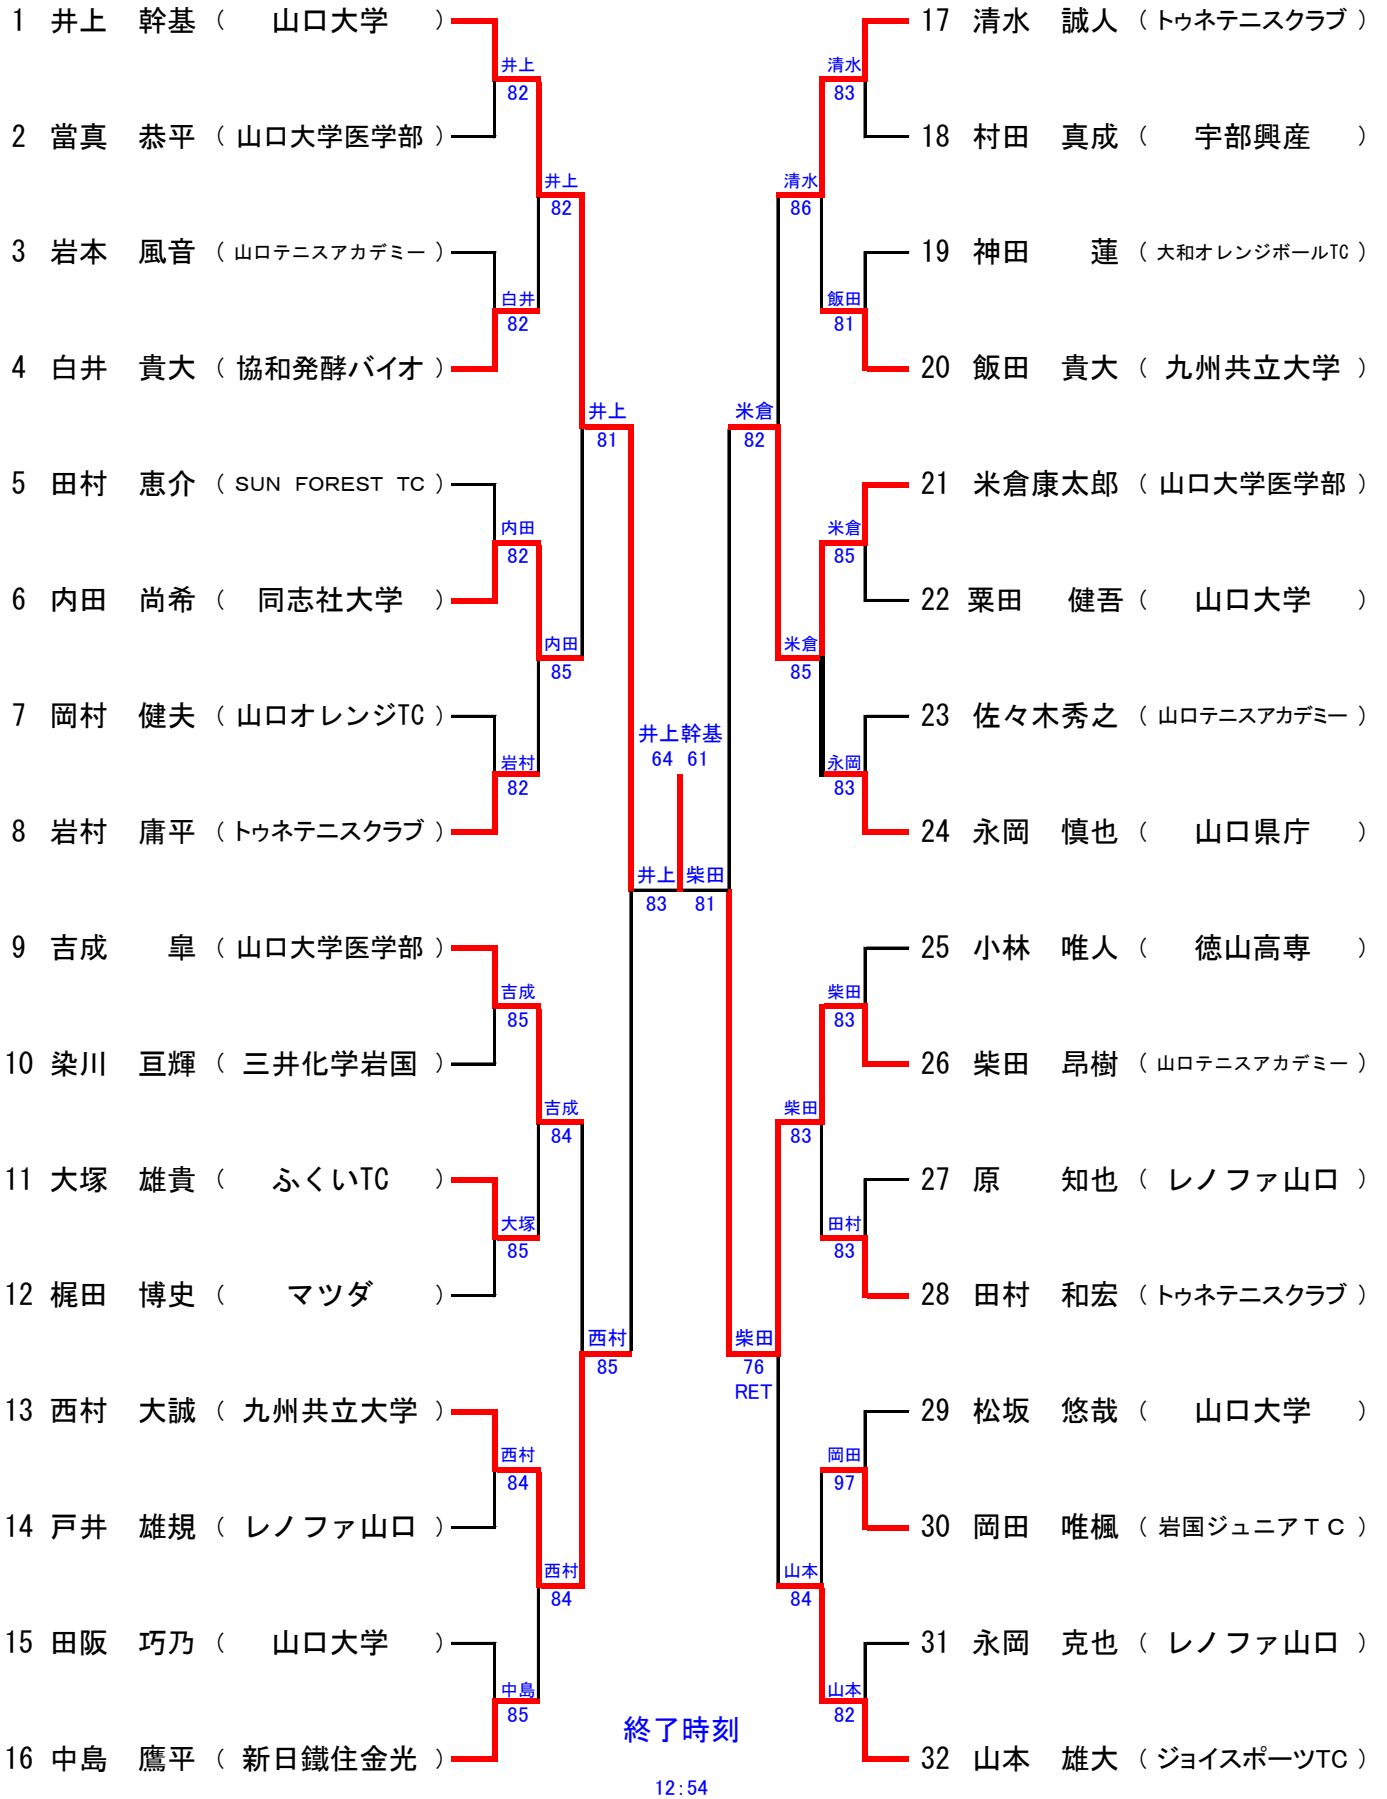 1 井上 幹基 ( 山口大学 )
井上
82
2 當真 恭平 ( 山口大学医学部 )
井上
82
3 岩本 風音 ( 山口テニスアカデミー )
白井
82
4 白井 貴大 ( 協和発酵バイオ )
井上
81
5 田村 恵介 ( SUN FOREST TC )
内田
82
6 内田 尚希 ( 同志社大学 )
内田
85
7 岡村 健夫 ( 山口オレンジTC )
岩村
82
8 岩村 庸平 ( トゥネテニスクラブ )
井上
83
9 吉成 皐 ( 山口大学医学部 )
吉成
85
10 染川 亘輝 ( 三井化学岩国 )
吉成
84
11 大塚 雄貴 ( ふくいTC )
大塚
85
12 梶田 博史 ( マツダ )
西村
85
13 西村 大誠 ( 九州共立大学 )
西村
84
14 戸井 雄規 ( レノファ山口 )
西村
84
15 田阪 巧乃 ( 山口大学 )
中島
85
16 中島 鷹平 ( 新日鐵住金光 )
井上幹基
64 61
17 清水 誠人 ( トゥネテニスクラブ )
清水
83
18 村田 真成 ( 宇部興産 )
清水
86
19 神田 蓮 ( 大和オレンジボールTC )
飯田
81
20 飯田 貴大 ( 九州共立大学 )
米倉
82
21 米倉康太郎 ( 山口大学医学部 )
米倉
85
22 粟田 健吾 ( 山口大学 )
米倉
85
23 佐々木秀之 ( 山口テニスアカデミー )
永岡
83
24 永岡 慎也 ( 山口県庁 )
柴田
81
25 小林 唯人 ( 徳山高専 )
柴田
83
26 柴田 昂樹 ( 山口テニスアカデミー )
柴田
83
27 原 知也 ( レノファ山口 )
田村
83
28 田村 和宏 ( トゥネテニスクラブ )
柴田
76
RET
29 松坂 悠哉 ( 山口大学 )
岡田
97
30 岡田 唯楓 ( 岩国ジュニアＴＣ )
山本
84
31 永岡 克也 ( レノファ山口 )
山本
82
32 山本 雄大 ( ジョイスポーツTC )
終了時刻
12:54